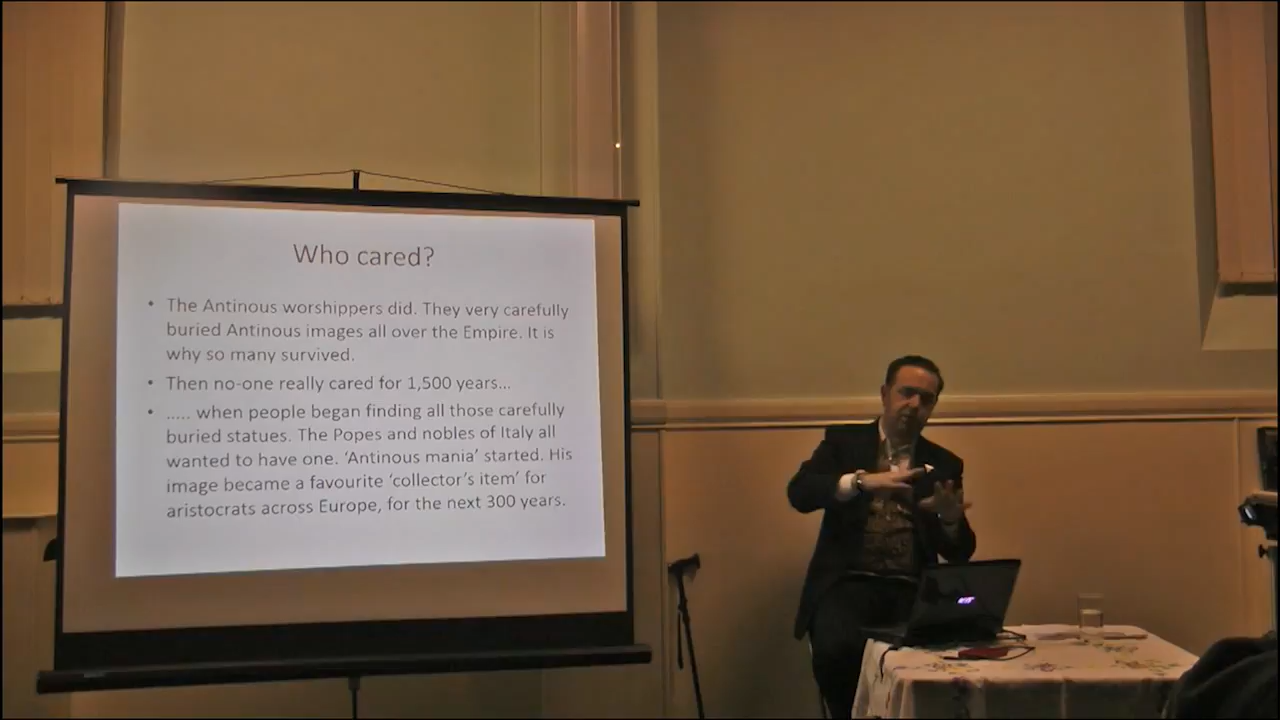 Who cared?
• The Antinous worshippers did. They very carefully
buried Antinous images all over the Empire. It is
why so many survived.
• Then no-one really cared for 1,500 years...
• ..... when people began finding all those carefully
buried statues. The Popes and nobles of Italy all
wanted to have one. ‘Antinous mania’ started. His
image became a favourite ‘collector’s item’ for
aristocrats across Europe, for the next 300 years.